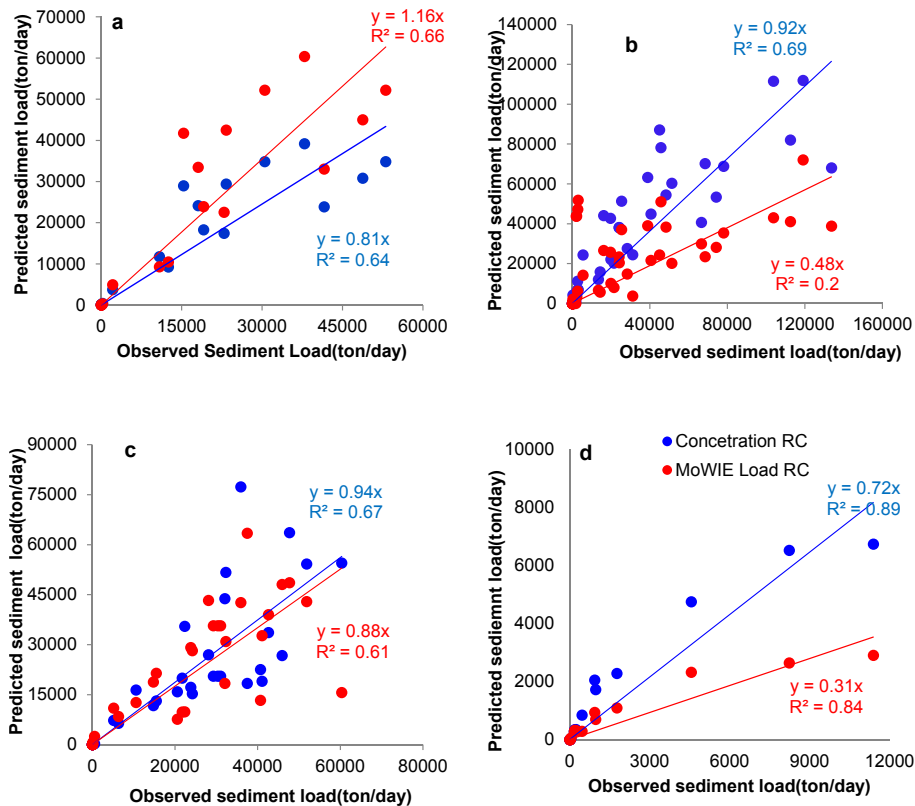 a
y = 1.16x
R² = 0.66
70000
60000
50000
40000
30000
20000
10000
0
Predicted sediment load(ton/day)
y = 0.81x
R² = 0.64
0
15000
30000
45000
60000
Observed Sediment Load(ton/day)
b
y = 0.92x
R² = 0.69
140000
120000
100000
80000
60000
40000
20000
0
Predicted sediment load(ton/day)
y = 0.48x
R² = 0.2
0
40000
80000
120000
160000
Observed sediment load(ton/day)
c
y = 0.94x
R² = 0.67
90000
75000
60000
45000
30000
15000
0
Predicted sediment load(ton/day)
y = 0.88x
R² = 0.61
0
20000
40000
60000
80000
Observed sediment load(ton/day)
d
Concetration RC
MoWIE Load RC
y = 0.72x
R² = 0.89
10000
8000
6000
4000
2000
0
Predicted sediemnt load(ton/day)
y = 0.31x
R² = 0.84
0
3000
6000
9000
12000
Observed sediment load(ton/day)